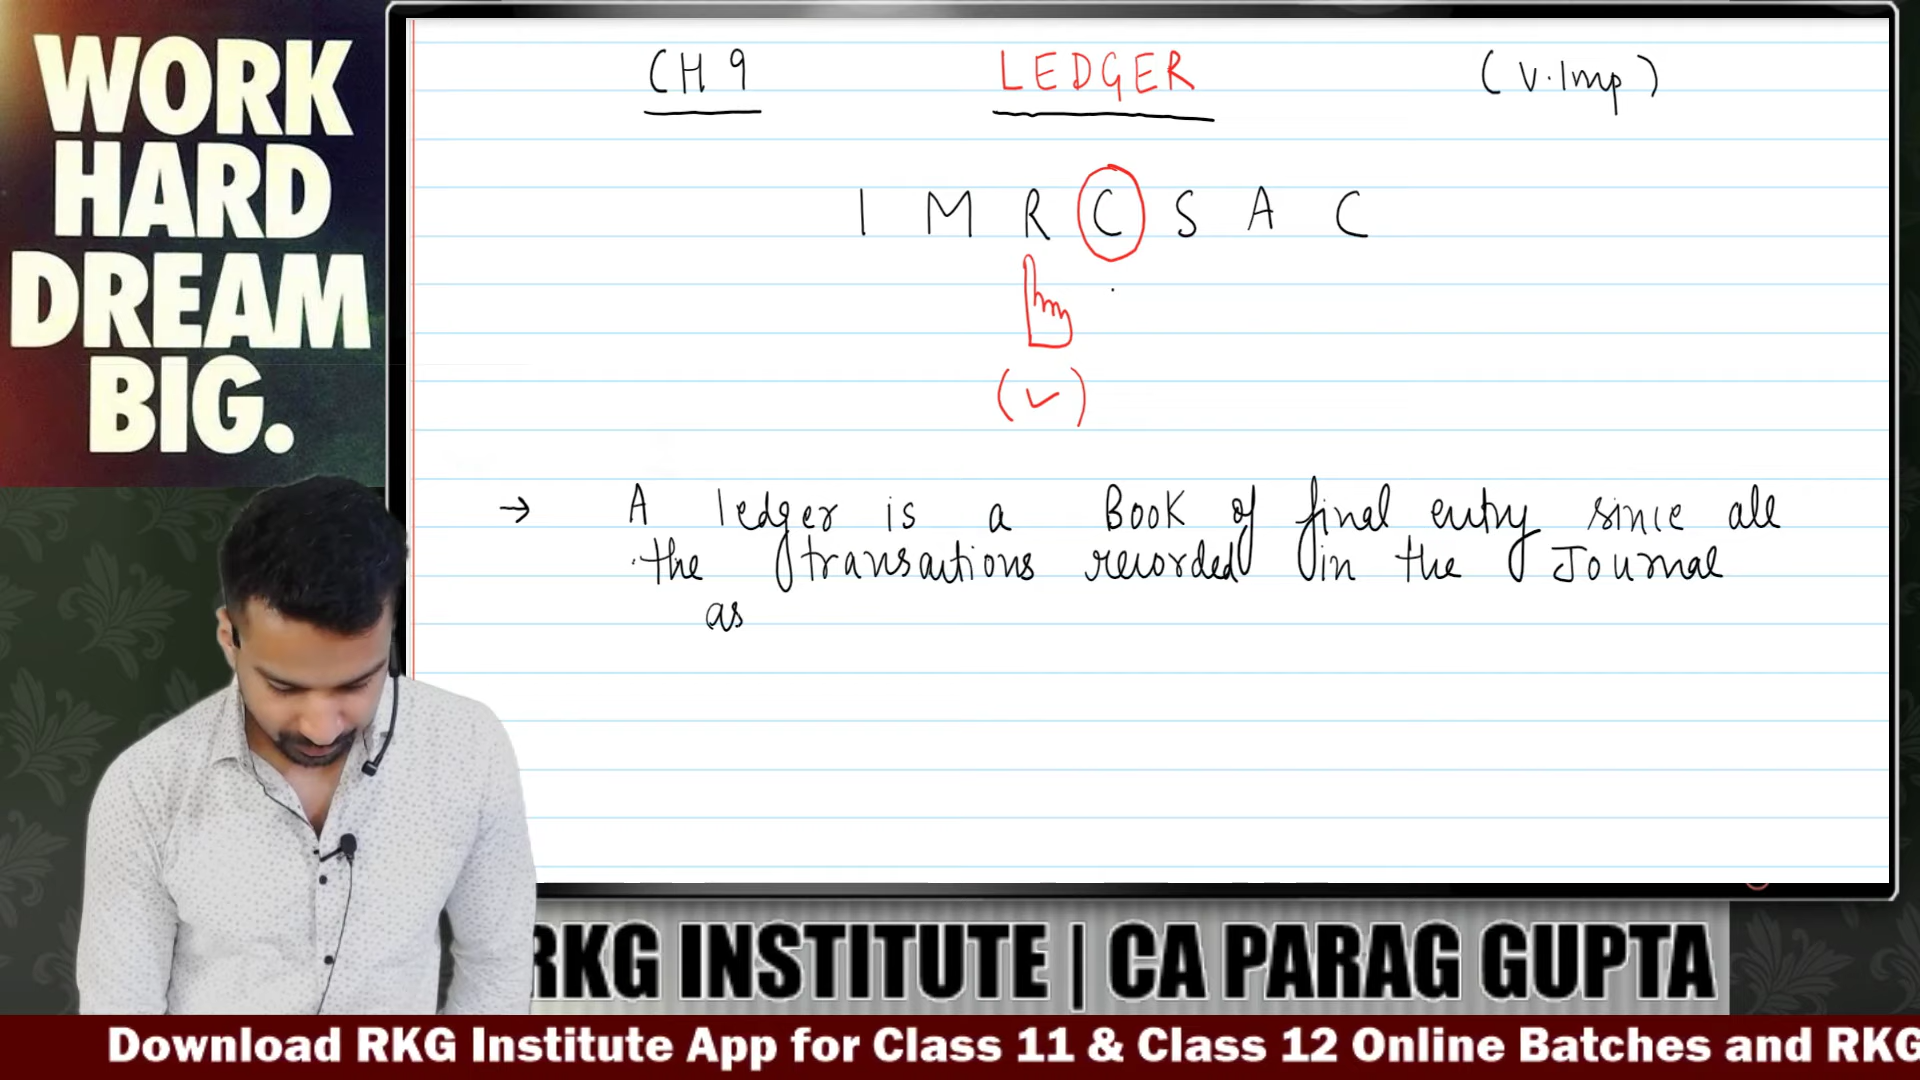 WORK
HARD
DREAM
BIG.
CH 9 LEDGER (V.Imp)
I M R C S A C
(✓)
→ A ledger is a Book of final entry since all
the transactions recorded in the Journal
as
RKG INSTITUTE | CA PARAG GUPTA
Download RKG Institute App for Class 11 & Class 12 Online Batches and RKG